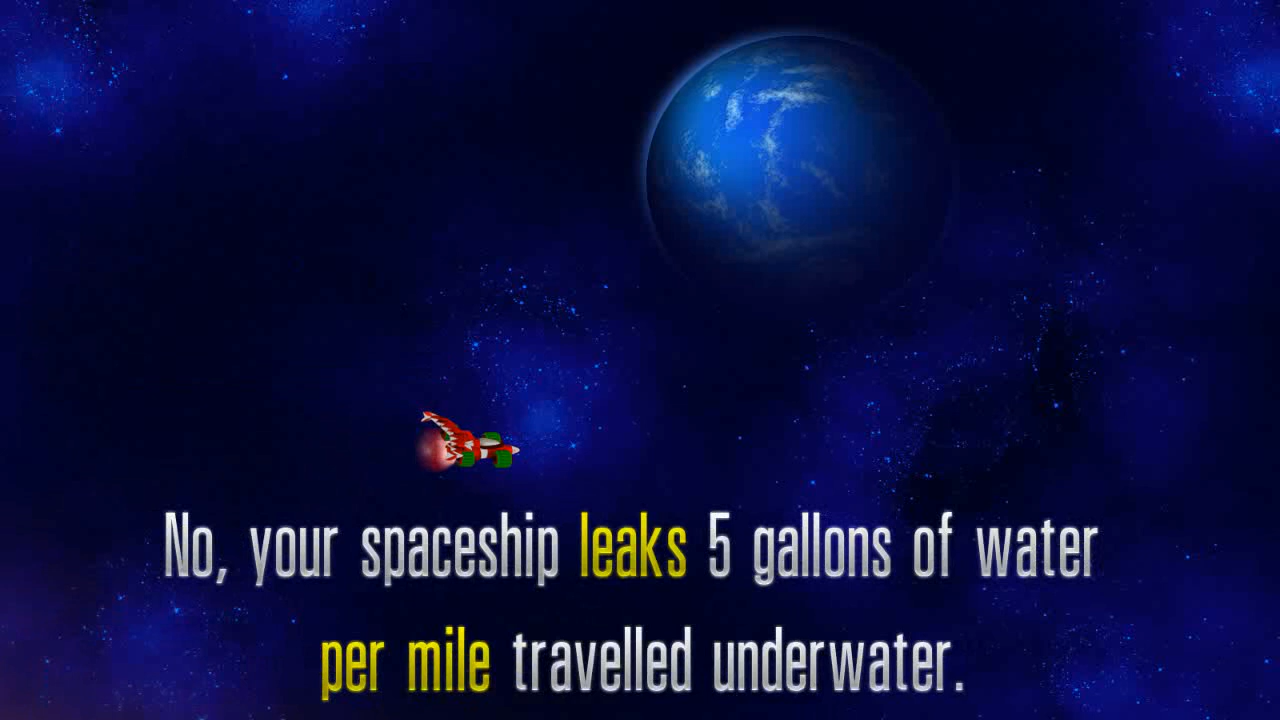 No, your spaceship leaks 5 gallons of water
per mile travelled underwater.